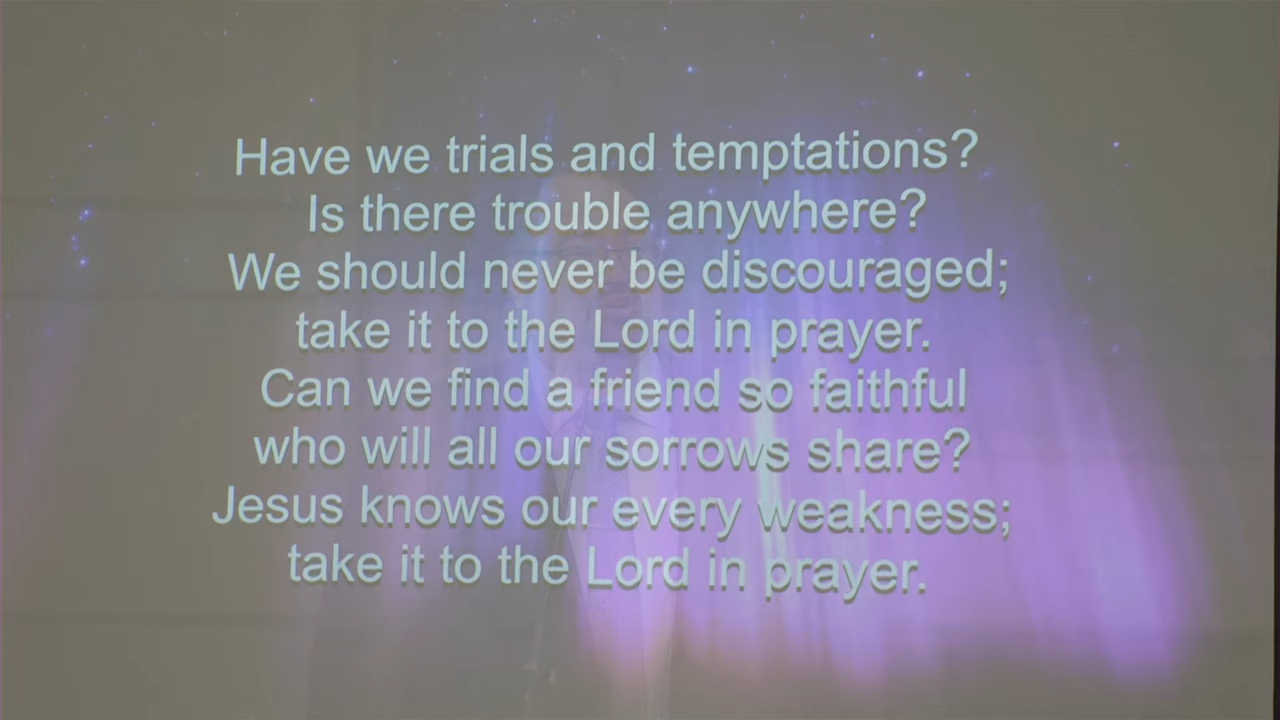 Have we trials and temptations?
Is there trouble anywhere?
We should never be discouraged;
take it to the Lord in prayer.
Can we find a friend so faithful
who will all our sorrows share?
Jesus knows our every weakness;
take it to the Lord in prayer.